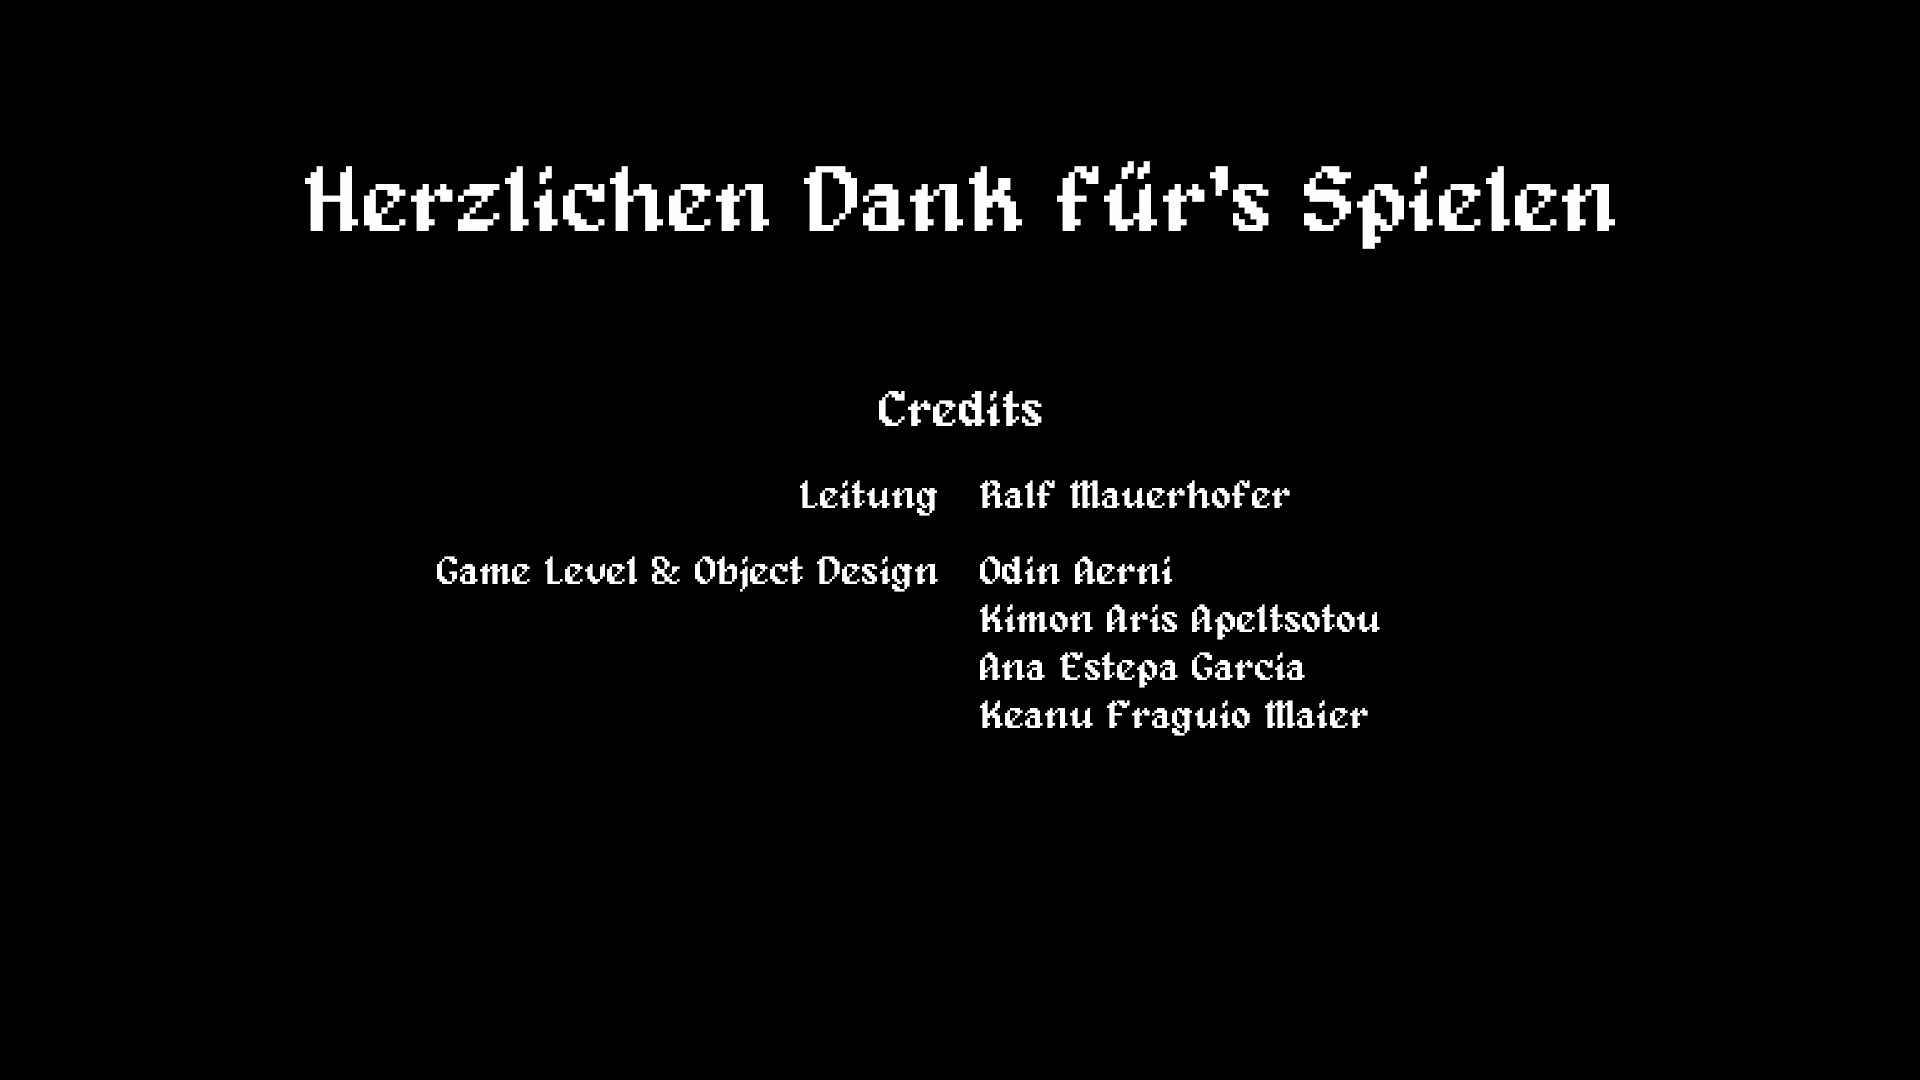 Herzlichen Dank für's Spielen
Credits
Leitung Ralf Mauerhofer
Game Level & Object Design Odin Aerni
Kimon Aris Apeltsotou
Ana Estepa Garcia
Keanu Fraguio Maier